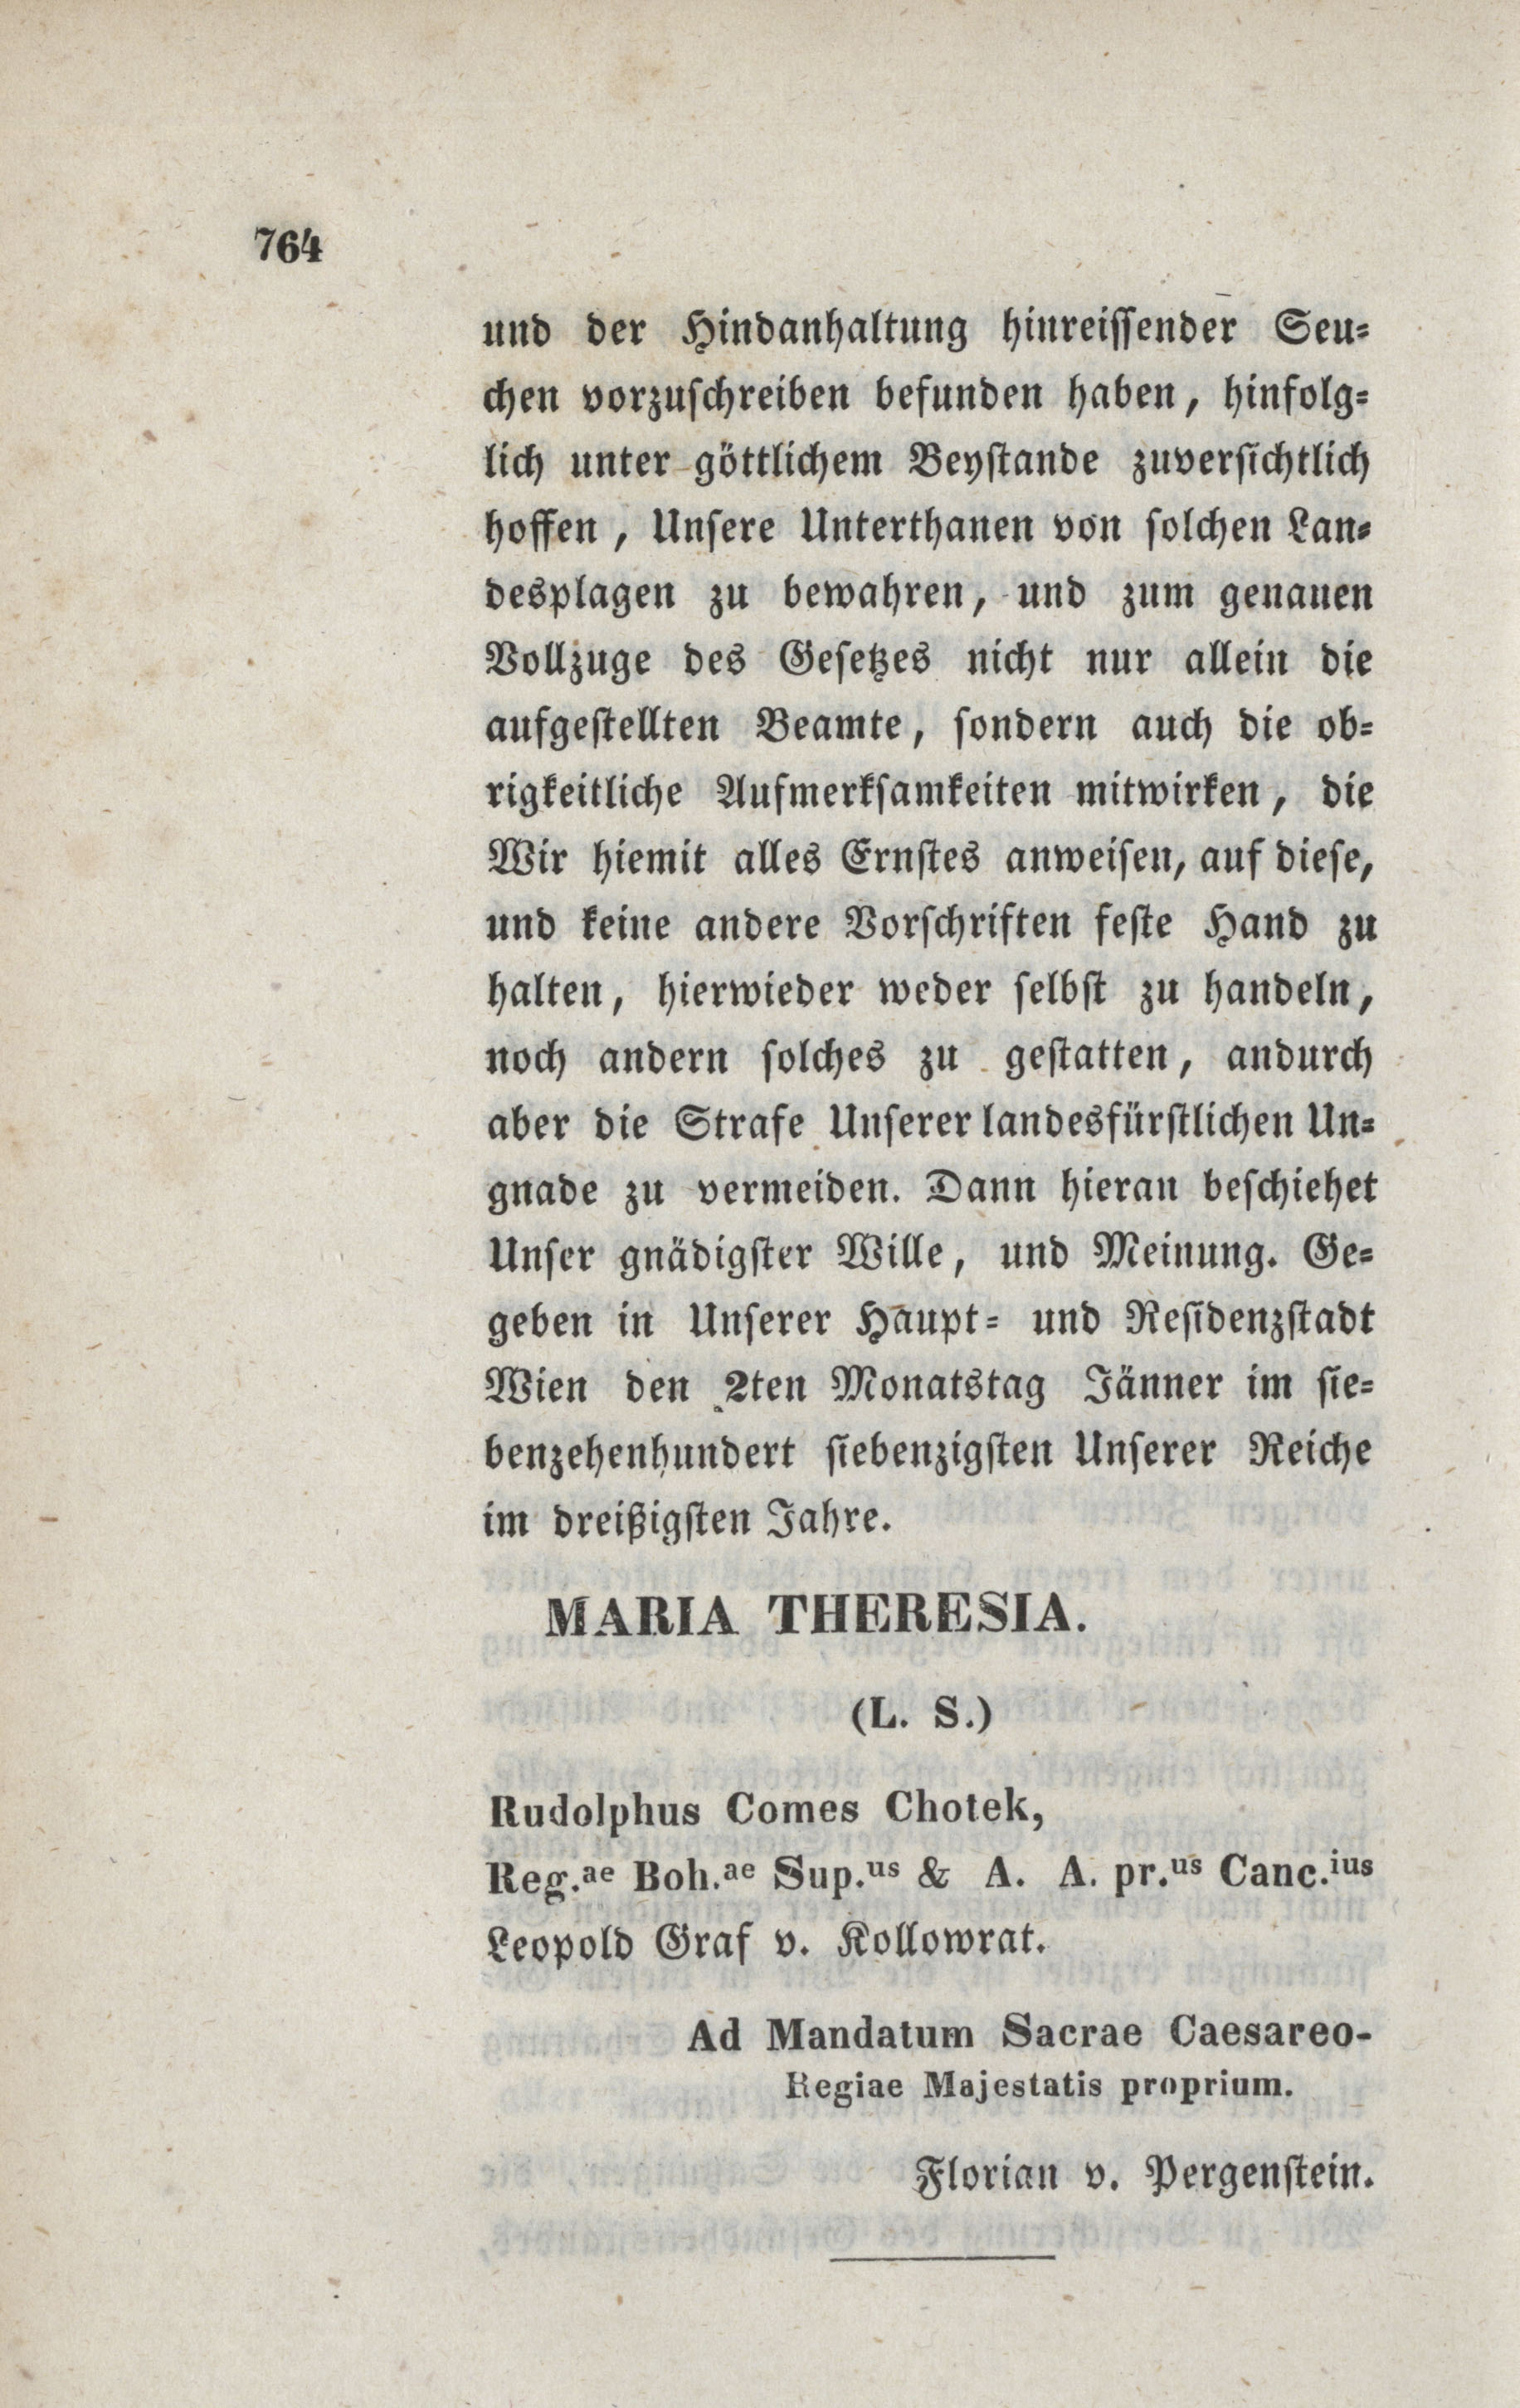 764
und der Hindanhaltung hinreissender Seu=
chen vorzuschreiben befunden haben, hinfolg=
lich unter göttlichem Beystande zuversichtlich
hoffen, Unsere Unterthanen von solchen Lan=
desplagen zu bewahren, und zum genauen
Vollzuge des Gesetzes nicht nur allein die
aufgestellten Beamte, sondern auch die ob=
rigkeitliche Aufmerksamkeiten mitwirken, die
Wir hiemit alles Ernstes anweisen, auf diese,
und keine andere Vorschriften feste Hand zu
halten, hierwieder weder selbst zu handeln,
noch andern solches zu gestatten, andurch
aber die Strafe Unserer landesfürstlichen Un=
gnade zu vermeiden. Dann hieran beschiehet
Unser gnädigster Wille, und Meinung. Ge=
geben in Unserer Haupt= und Residenzstadt
Wien den 2ten Monatstag Jänner im sie=
benzehenhundert siebenzigsten Unserer Reiche
im dreißigsten Jahre.
MARIA THERESIA.
(L. S.)
Rudolphus Comes Chotek,
Reg.ae Boh.ae Sup.us & A. A. pr.us Canc.ius
Leopold Graf v. Kollowrat.
Ad Mandatum Sacrae Caesareo-
Regiae Majestatis proprium.
Florian v. Pergenstein.